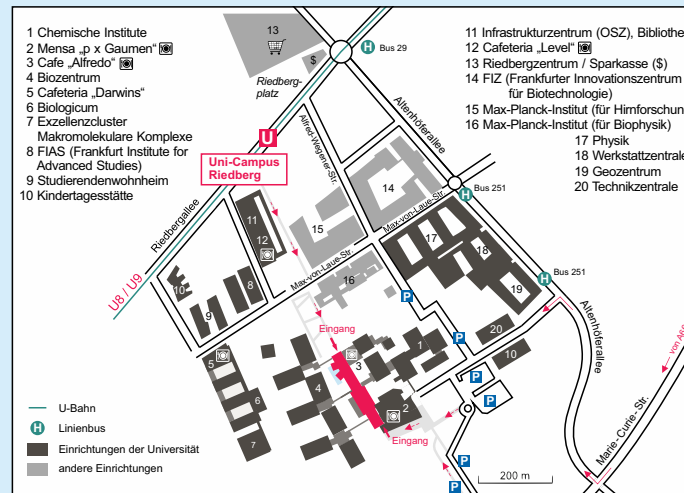 1 Chemische Institute
2 Mensa „p x Gaumen“
3 Cafe „Alfredo“
4 Biozentrum
5 Cafeteria „Darwins“
6 Biologicum
7 Exzellenzcluster
Makromolekulare Komplexe
8 FIAS (Frankfurt Institute for
Advanced Studies)
9 Studierendenwohnheim
10 Kindertagesstätte
11 Infrastrukturzentrum (OSZ), Bibliothe
12 Cafeteria „Level“
13 Riedbergzentrum / Sparkasse ($)
14 FIZ (Frankfurter Innovationszentrum
für Biotechnologie)
15 Max-Planck-Institut (für Hirnforschun
16 Max-Planck-Institut (für Biophysik)
17 Physik
18 Werkstattzentrale
19 Geozentrum
20 Technikzentrale
13
$
H Bus 29
Riedberg-
platz
U
Uni-Campus
Riedberg
Alfred-Wegener-Str.
Altenhöferallee
Riedbergallee
U8 / U9
14
Bus 251
H
11
12
15
Max-von-Laue-Str.
17
18
Max-von-Laue-Str.
16
Bus 251
H
19
10
9
8
P
Altenhöferallee
Eingang
20
P
1
10
von A66
5
3
P
4
6
2
P
Marie-Curie-Str.
Eingang
7
P
P
200 m
U-Bahn
H Linienbus
Einrichtungen der Universität
andere Einrichtungen